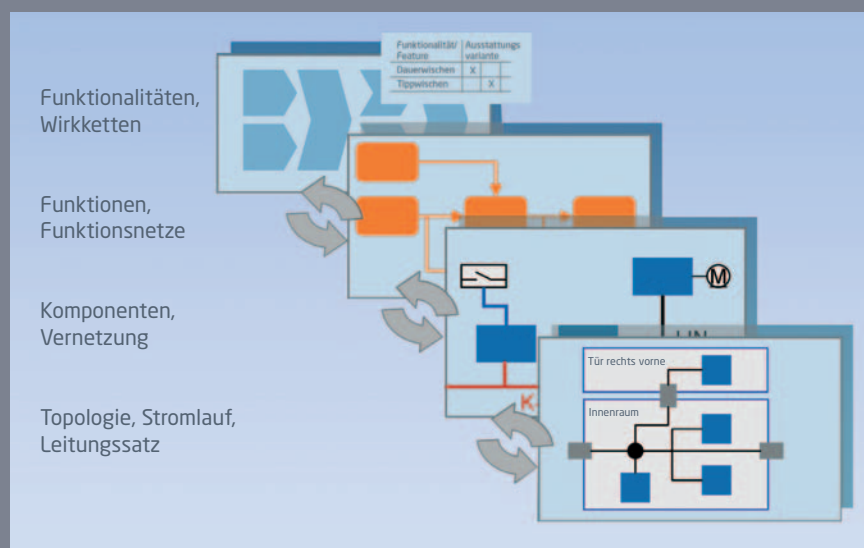 Funktionalitäten,
Wirkketten
Funktionen,
Funktionsnetze
Komponenten,
Vernetzung
Topologie, Stromlauf,
Leitungssatz
Funktionalität/ Ausstattungs
Feature variante
Dauerwischen X
Tippwischen X
M
K-
Tür rechts vorne
Innenraum